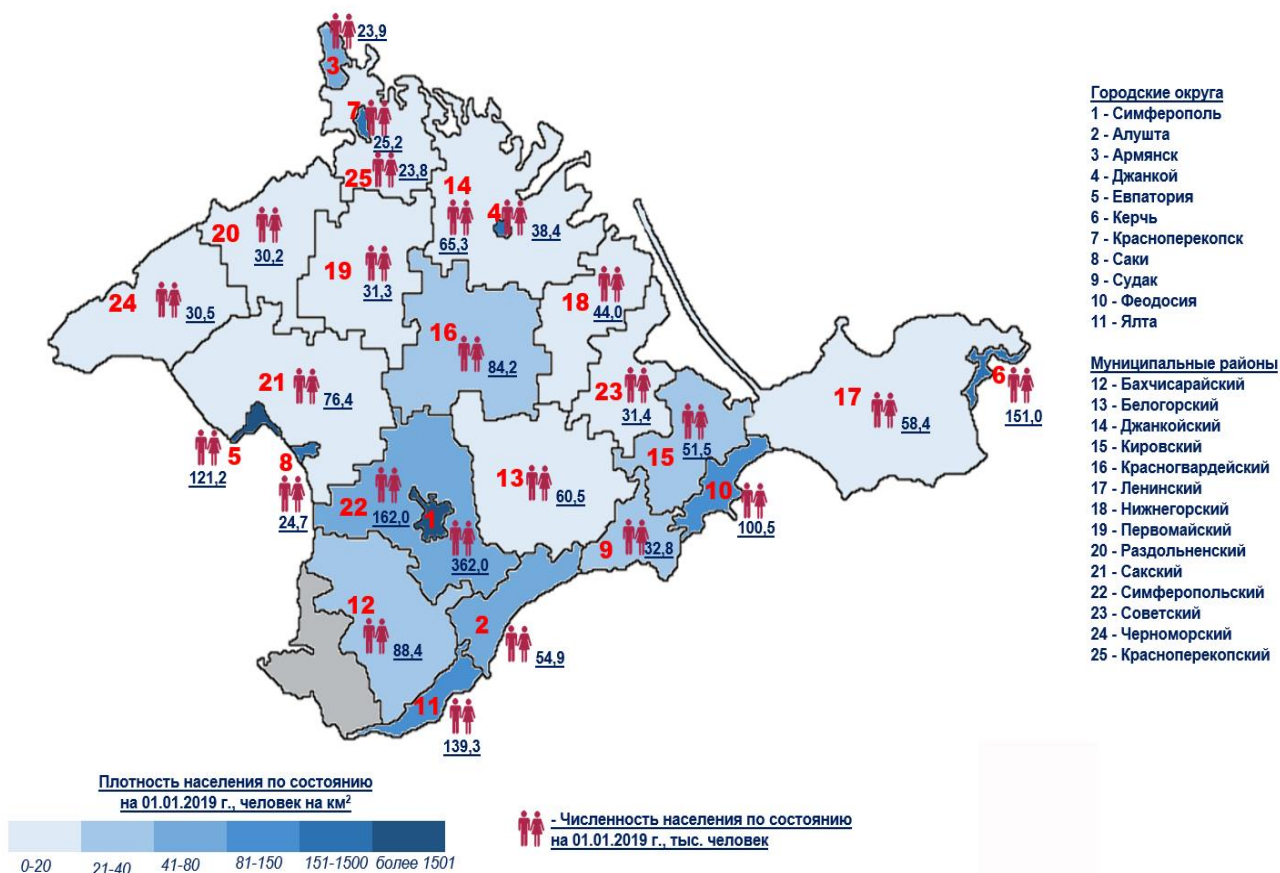 23,9
3
7
25,2
23,8
25
14
4
65,3
38,4
20
30,2
19
31,3
18
44,0
24
30,5
16
84,2
21
76,4
23
31,4
17
58,4
6
151,0
5
121,2
8
24,7
15
51,5
13
60,5
10
100,5
22
162,0
1
362,0
9
32,8
12
88,4
2
54,9
11
139,3
Городские округа
1 - Симферополь
2 - Алушта
3 - Армянск
4 - Джанкой
5 - Евпатория
6 - Керчь
7 - Красноперекопск
8 - Саки
9 - Судак
10 - Феодосия
11 - Ялта
Муниципальные районы
12 - Бахчисарайский
13 - Белогорский
14 - Джанкойский
15 - Кировский
16 - Красногвардейский
17 - Ленинский
18 - Нижнегорский
19 - Первомайский
20 - Раздольненский
21 - Сакский
22 - Симферопольский
23 - Советский
24 - Черноморский
25 - Красноперекопский
Плотность населения по состоянию
на 01.01.2019 г., человек на км²
0-20 21-40 41-80 81-150 151-1500 более 1501
- Численность населения по состоянию
на 01.01.2019 г., тыс. человек